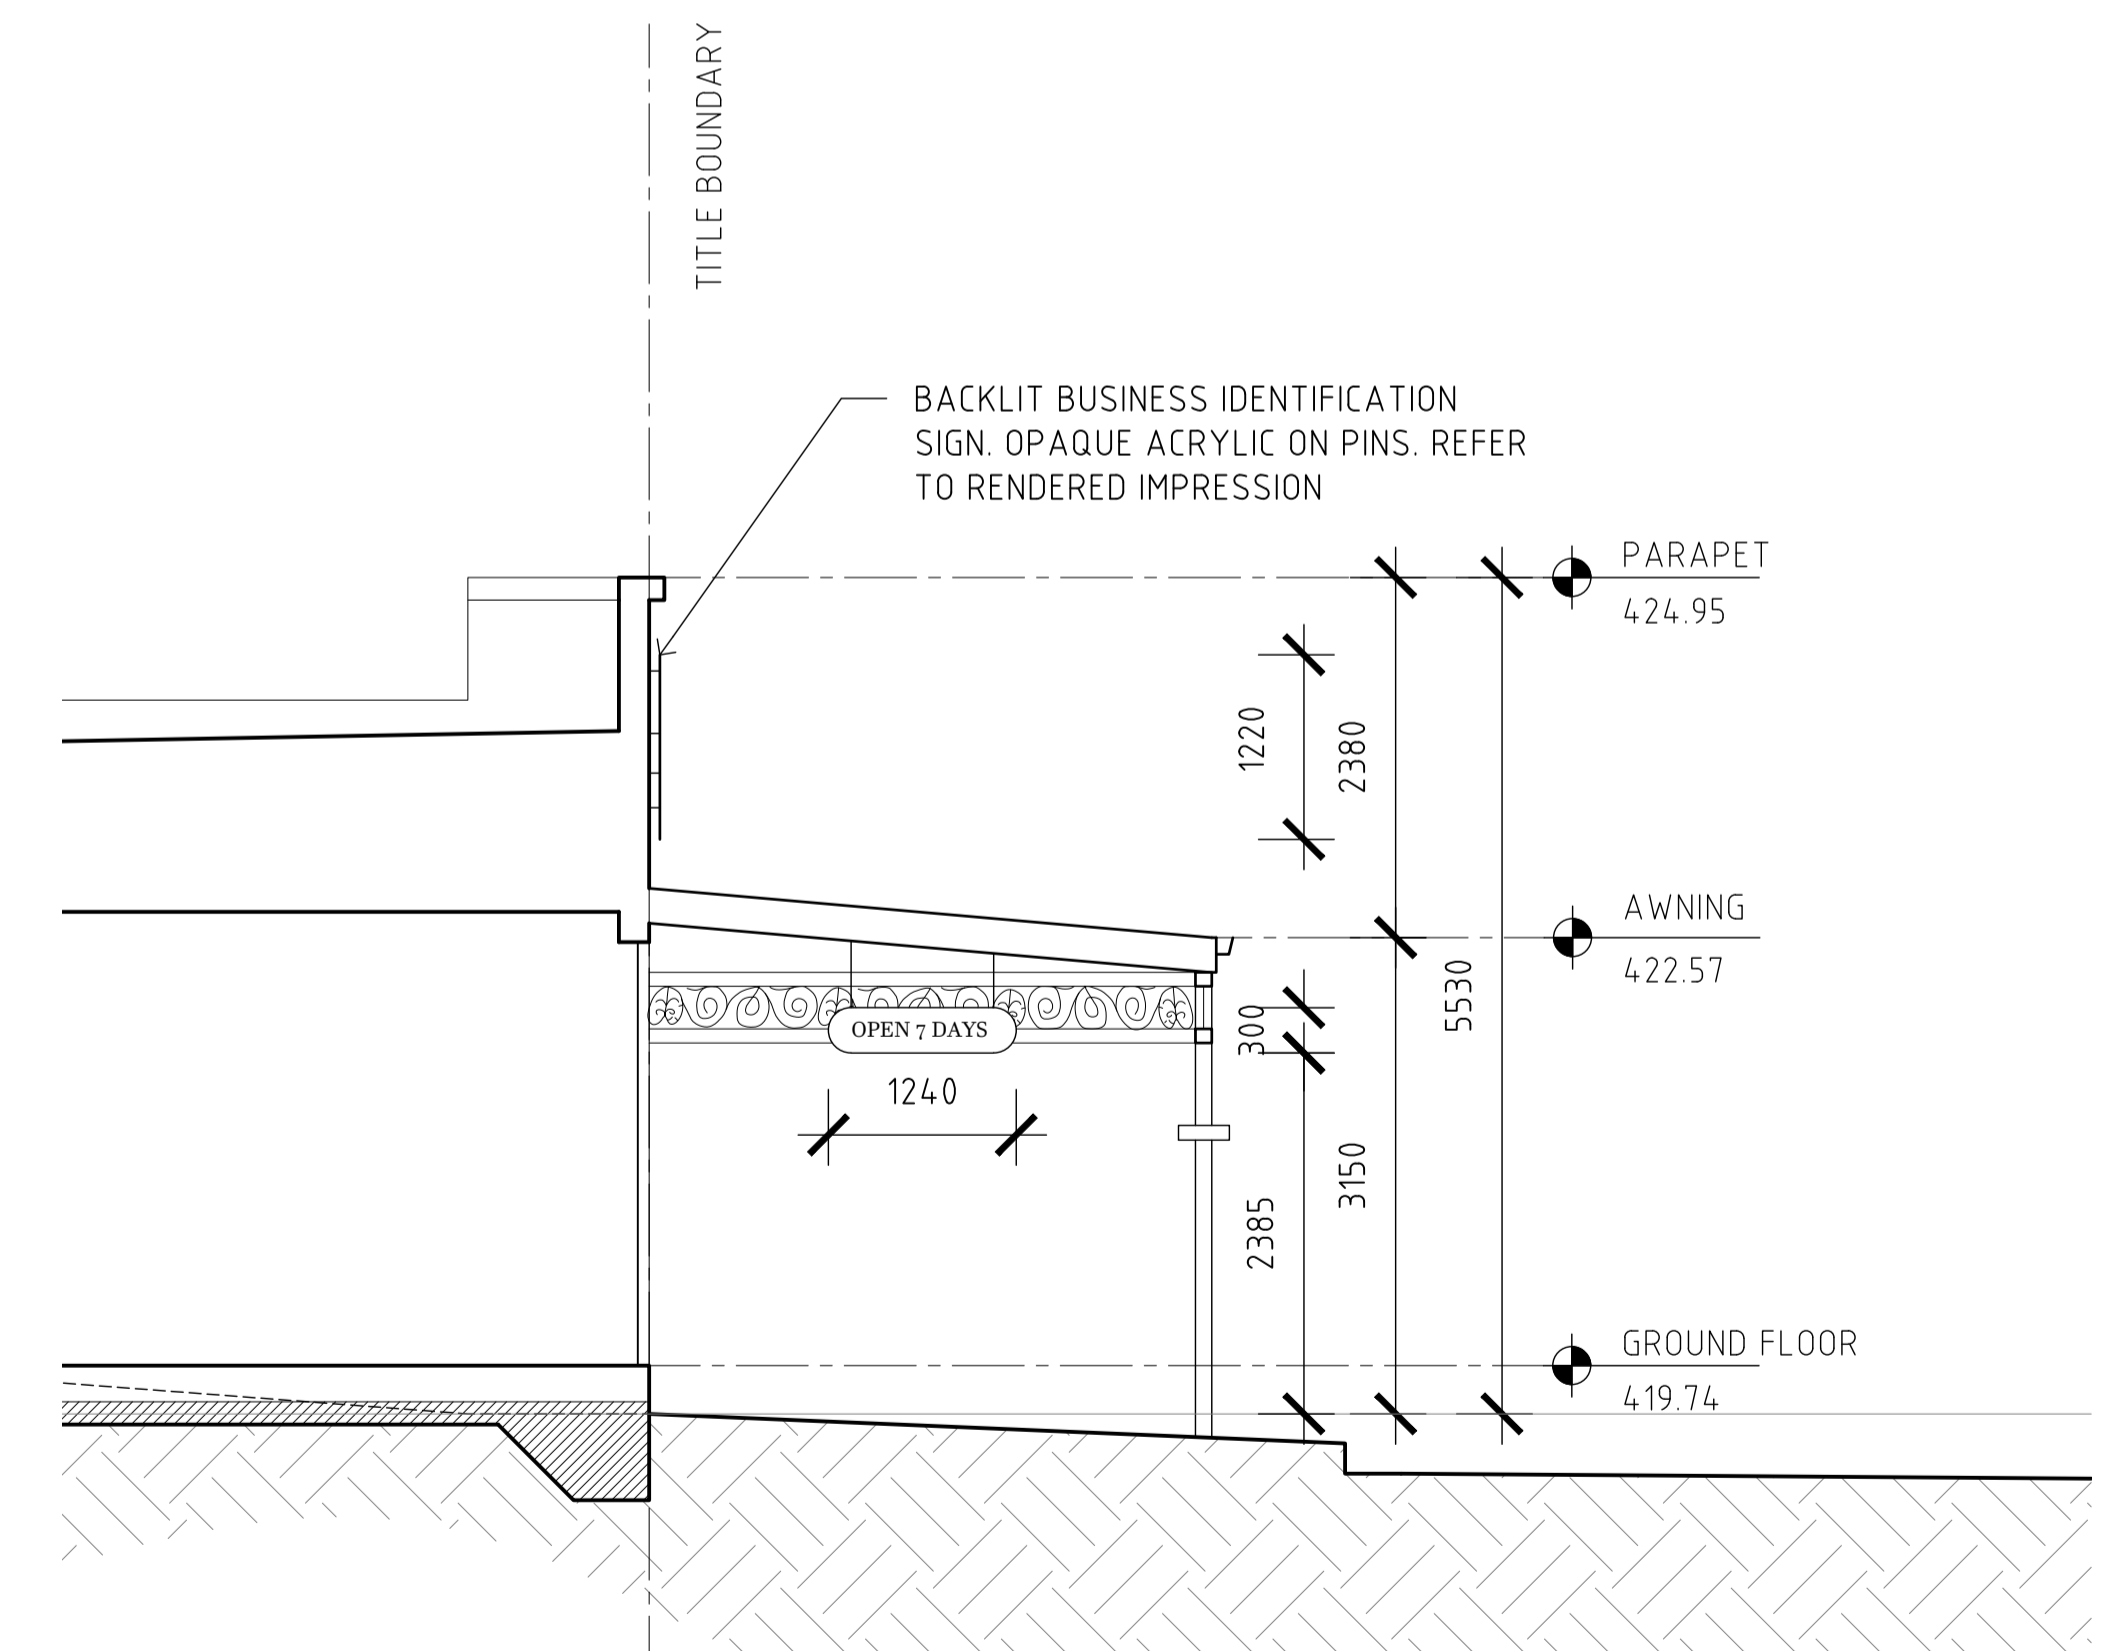 TITLE BOUNDARY
BACKLIT BUSINESS IDENTIFICATION
SIGN. OPAQUE ACRYLIC ON PINS. REFER
TO RENDERED IMPRESSION
PARAPET
424.95
1220
2380
AWNING
422.57
5530
300
OPEN 7 DAYS
1240
3150
2385
GROUND FLOOR
419.74